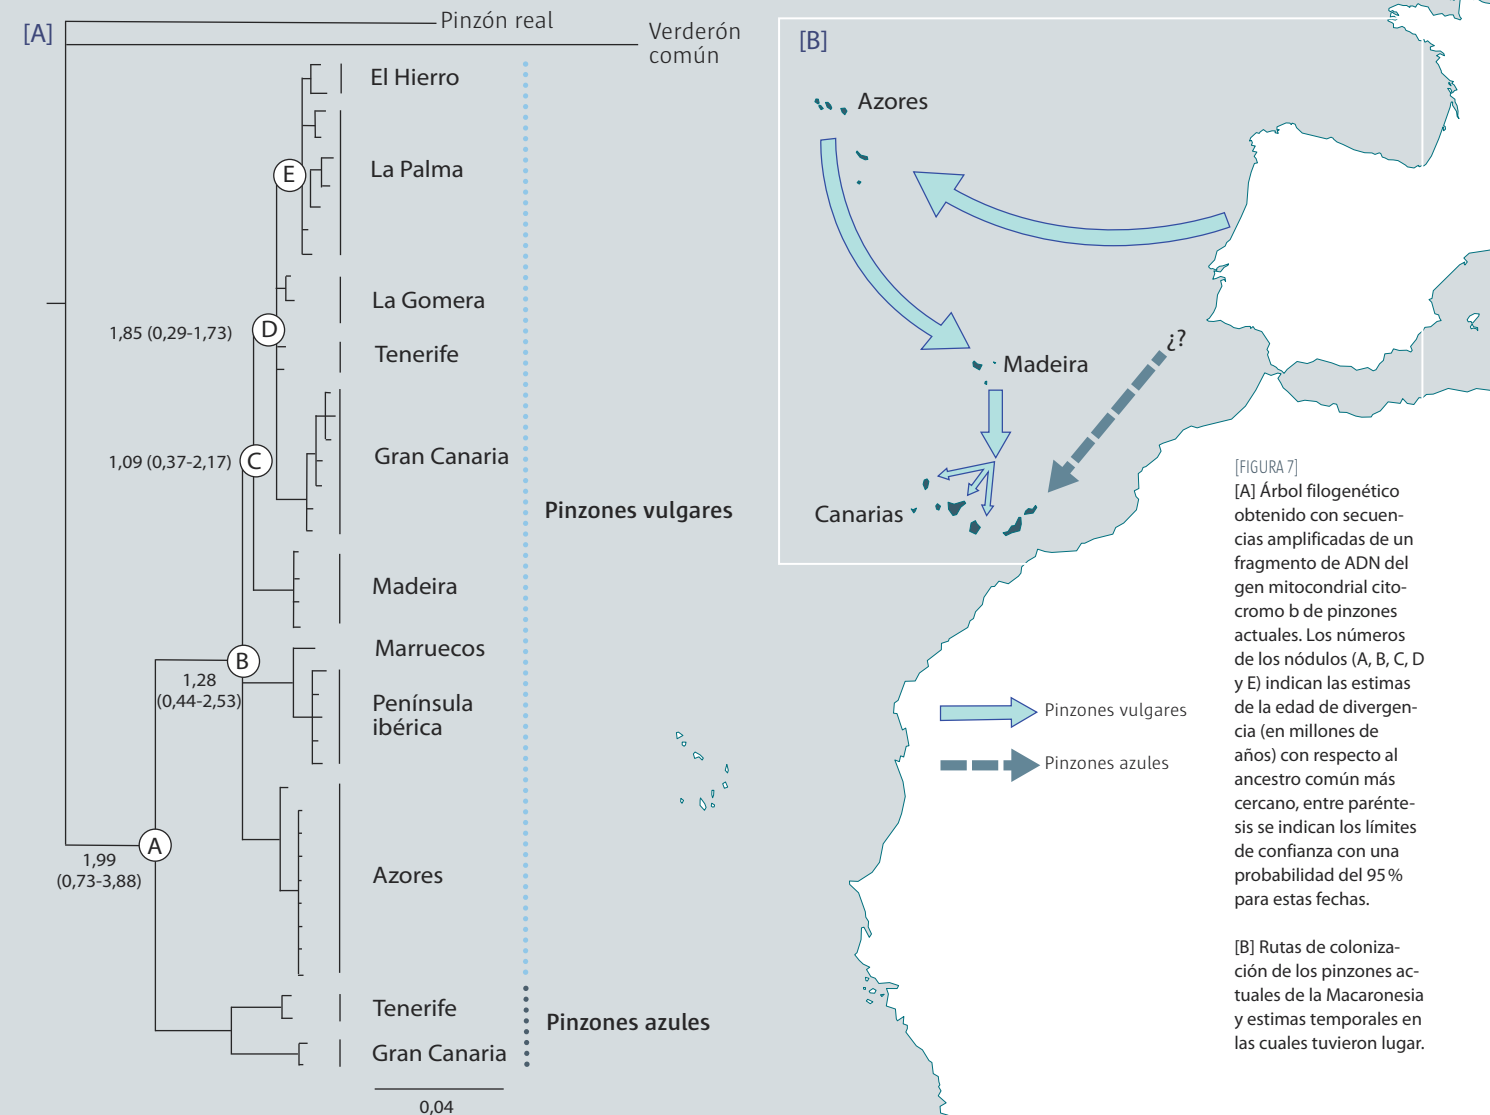 [A]
Pinzón real
Verderón
común
El Hierro
E
La Palma
La Gomera
1,85 (0,29-1,73)
D
Tenerife
1,09 (0,37-2,17)
C
Gran Canaria
Pinzones vulgares
Madeira
B
1,28
(0,44-2,53)
Marruecos
Península
ibérica
A
1,99
(0,73-3,88)
Azores
Tenerife
Pinzones azules
Gran Canaria
0,04
[B]
Azores
¿?
Madeira
Canarias
Pinzones vulgares
Pinzones azules
[FIGURA 7]
[A] Árbol filogenético
obtenido con secuen-
cias amplificadas de un
fragmento de ADN del
gen mitocondrial cito-
cromo b de pinzones
actuales. Los números
de los nódulos (A, B, C, D
y E) indican las estimas
de la edad de divergen-
cia (en millones de
años) con respecto al
ancestro común más
cercano, entre parénte-
sis se indican los límites
de confianza con una
probabilidad del 95 %
para estas fechas.
[B] Rutas de coloniza-
ción de los pinzones ac-
tuales de la Macaronesia
y estimas temporales en
las cuales tuvieron lugar.